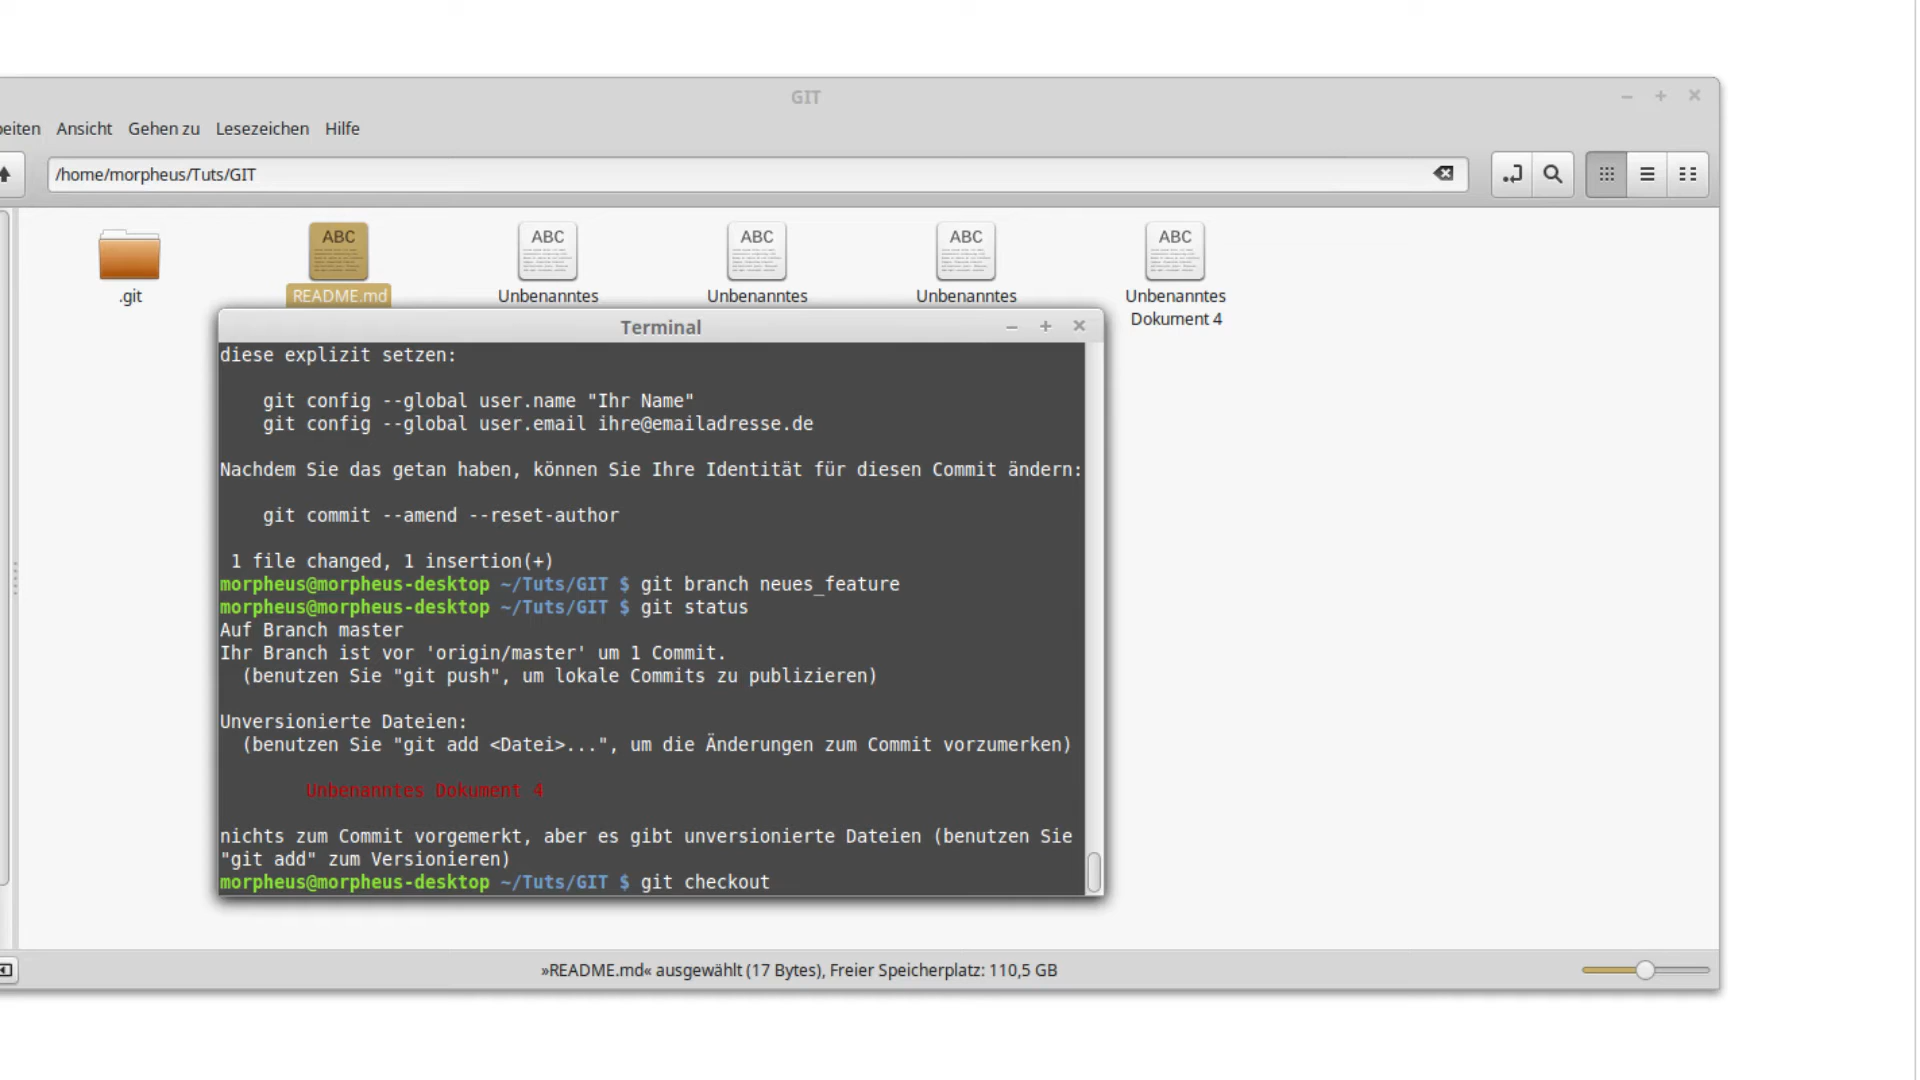 GIT
beiten Ansicht Gehen zu Lesezeichen Hilfe
/home/morpheus/Tuts/GIT
ABC ABC ABC ABC ABC
.git README.md Unbenanntes Unbenanntes Unbenanntes Unbenanntes
Dokument 4
Terminal
diese explizit setzen:
git config --global user.name "Ihr Name"
git config --global user.email ihre@emailadresse.de
Nachdem Sie das getan haben, können Sie Ihre Identität für diesen Commit ändern:
git commit --amend --reset-author
1 file changed, 1 insertion(+)
morpheus@morpheus-desktop ~/Tuts/GIT $ git branch neues_feature
morpheus@morpheus-desktop ~/Tuts/GIT $ git status
Auf Branch master
Ihr Branch ist vor 'origin/master' um 1 Commit.
(benutzen Sie "git push", um lokale Commits zu publizieren)
Unversionierte Dateien:
(benutzen Sie "git add <Datei>...", um die Änderungen zum Commit vorzumerken)
Unbenanntes Dokument 4
nichts zum Commit vorgemerkt, aber es gibt unversionierte Dateien (benutzen Sie
"git add" zum Versionieren)
morpheus@morpheus-desktop ~/Tuts/GIT $ git checkout
»README.md« ausgewählt (17 Bytes), Freier Speicherplatz: 110,5 GB